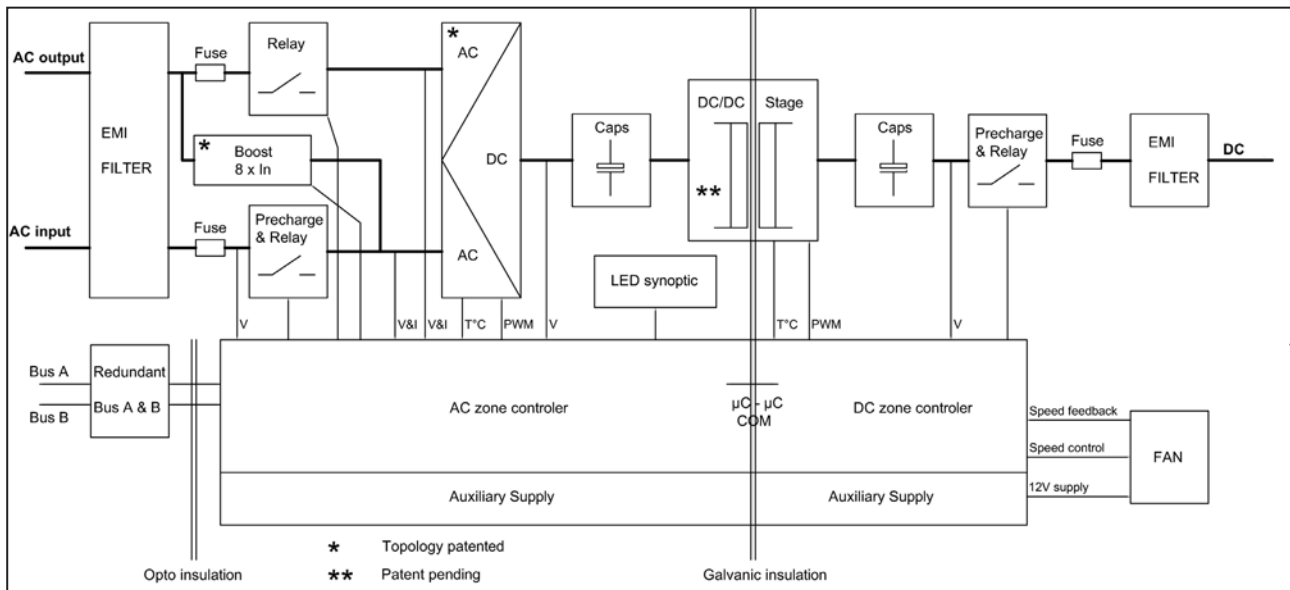 AC output
Fuse
Relay
* AC
EMI
FILTER
* Boost
8 x In
DC
Caps
DC/DC Stage
**
Caps
Precharge
& Relay
Fuse
EMI
FILTER
DC
AC input
Fuse
Precharge
& Relay
AC
LED synoptic
V
V&I
V&I
T°C
PWM
V
T°C
PWM
V
Bus A
Bus B
Redundant
Bus A & B
AC zone controler
µC - µC
COM
DC zone controler
Speed feedback
Speed control
12V supply
FAN
Auxiliary Supply
Auxiliary Supply
* Topology patented
** Patent pending
Opto insulation
Galvanic insulation